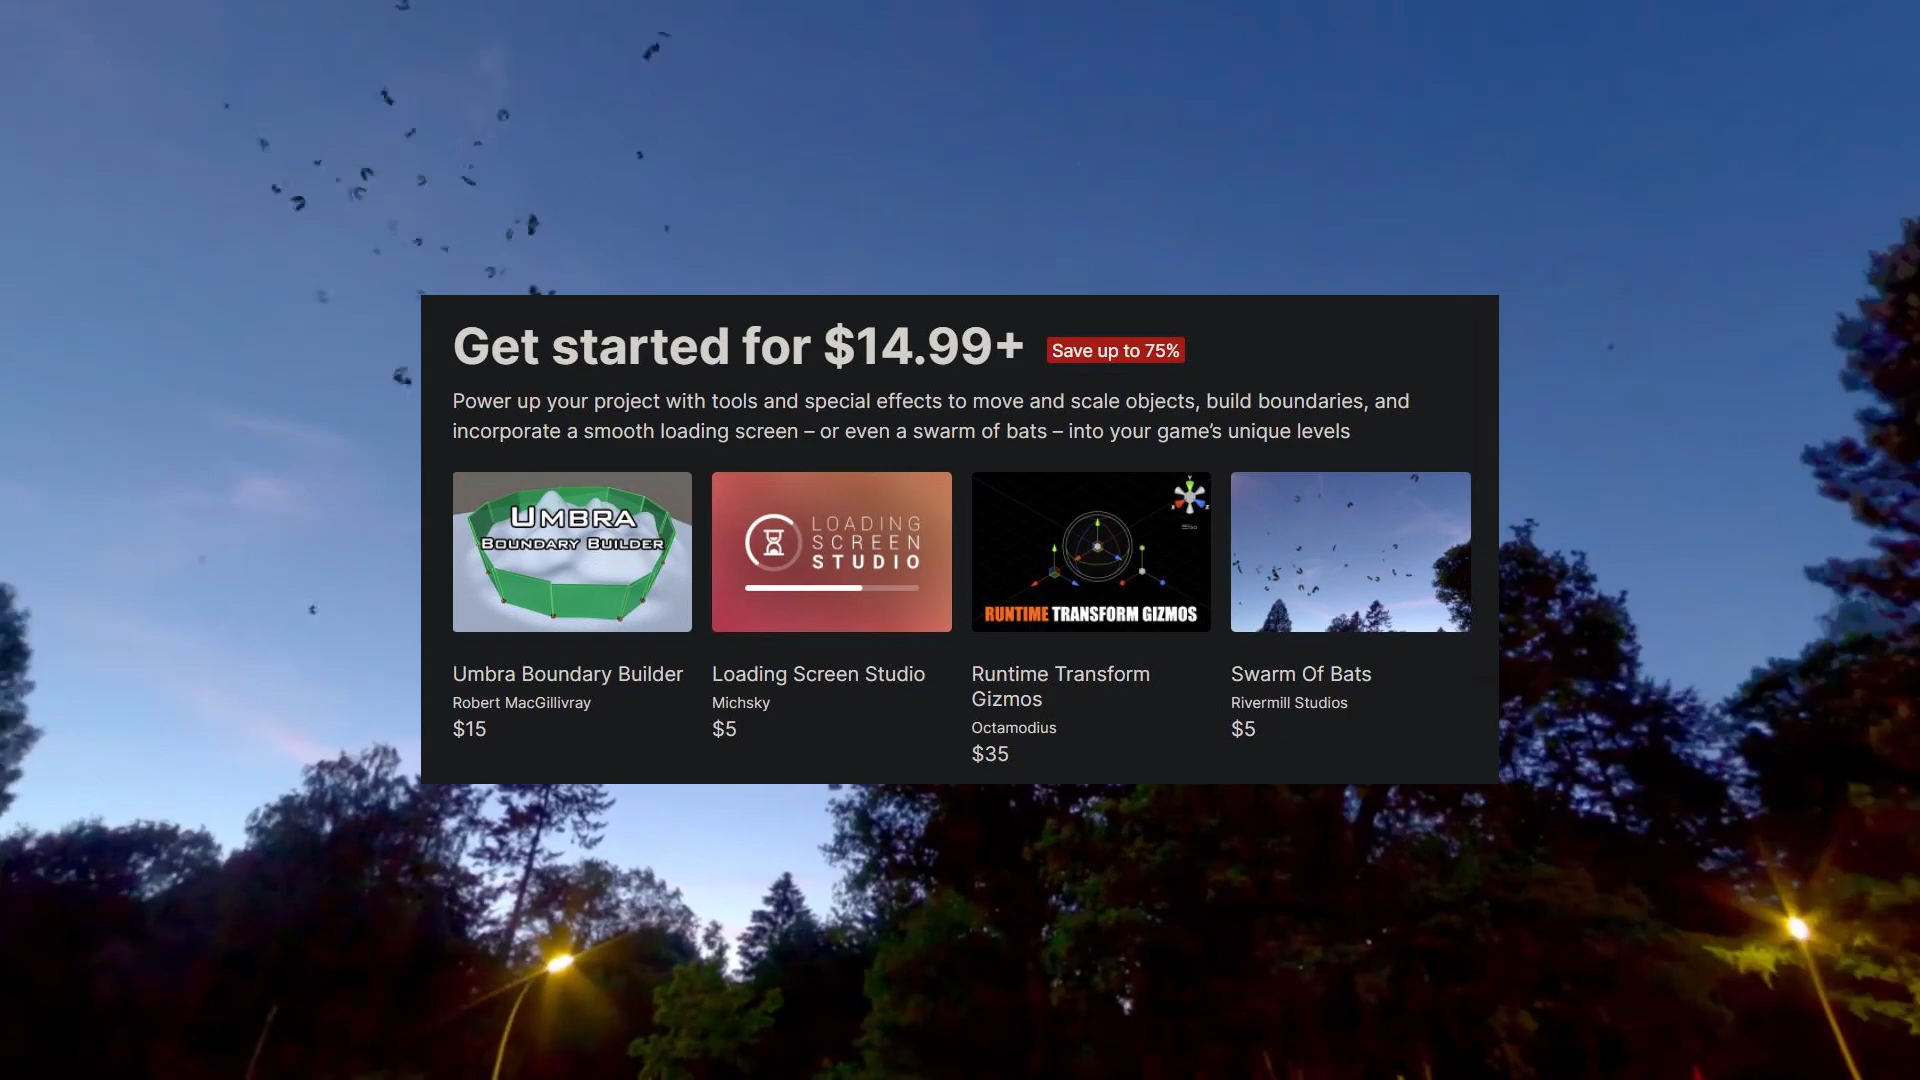 Get started for $14.99+
Save up to 75%
Power up your project with tools and special effects to move and scale objects, build boundaries, and
incorporate a smooth loading screen – or even a swarm of bats – into your game's unique levels
UMBRA
BOUNDARY BUILDER
LOADING
SCREEN
STUDIO
Y
X
Z
Iso
RUNTIME TRANSFORM GIZMOS
Umbra Boundary Builder
Robert MacGillivray
$15
Loading Screen Studio
Michsky
$5
Runtime Transform
Gizmos
Octamodius
$35
Swarm Of Bats
Rivermill Studios
$5